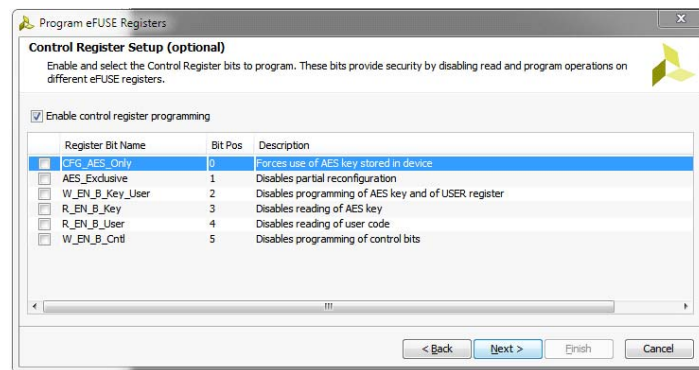 Program eFUSE Registers
Control Register Setup (optional)
Enable and select the Control Register bits to program. These bits provide security by disabling read and program operations on
different eFUSE registers.
Enable control register programming
Register Bit Name Bit Pos Description
CFG_AES_Only 0 Forces use of AES key stored in device
AES_Exclusive 1 Disables partial reconfiguration
W_EN_B_Key_User 2 Disables programming of AES key and of USER register
R_EN_B_Key 3 Disables reading of AES key
R_EN_B_User 4 Disables reading of user code
W_EN_B_Cntl 5 Disables programming of control bits
< Back Next > Finish Cancel